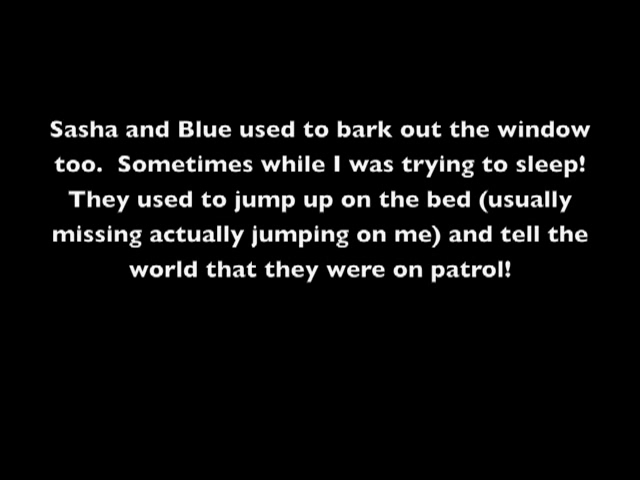 Sasha and Blue used to bark out the window
too.  Sometimes while I was trying to sleep!
They used to jump up on the bed (usually
missing actually jumping on me) and tell the
world that they were on patrol!